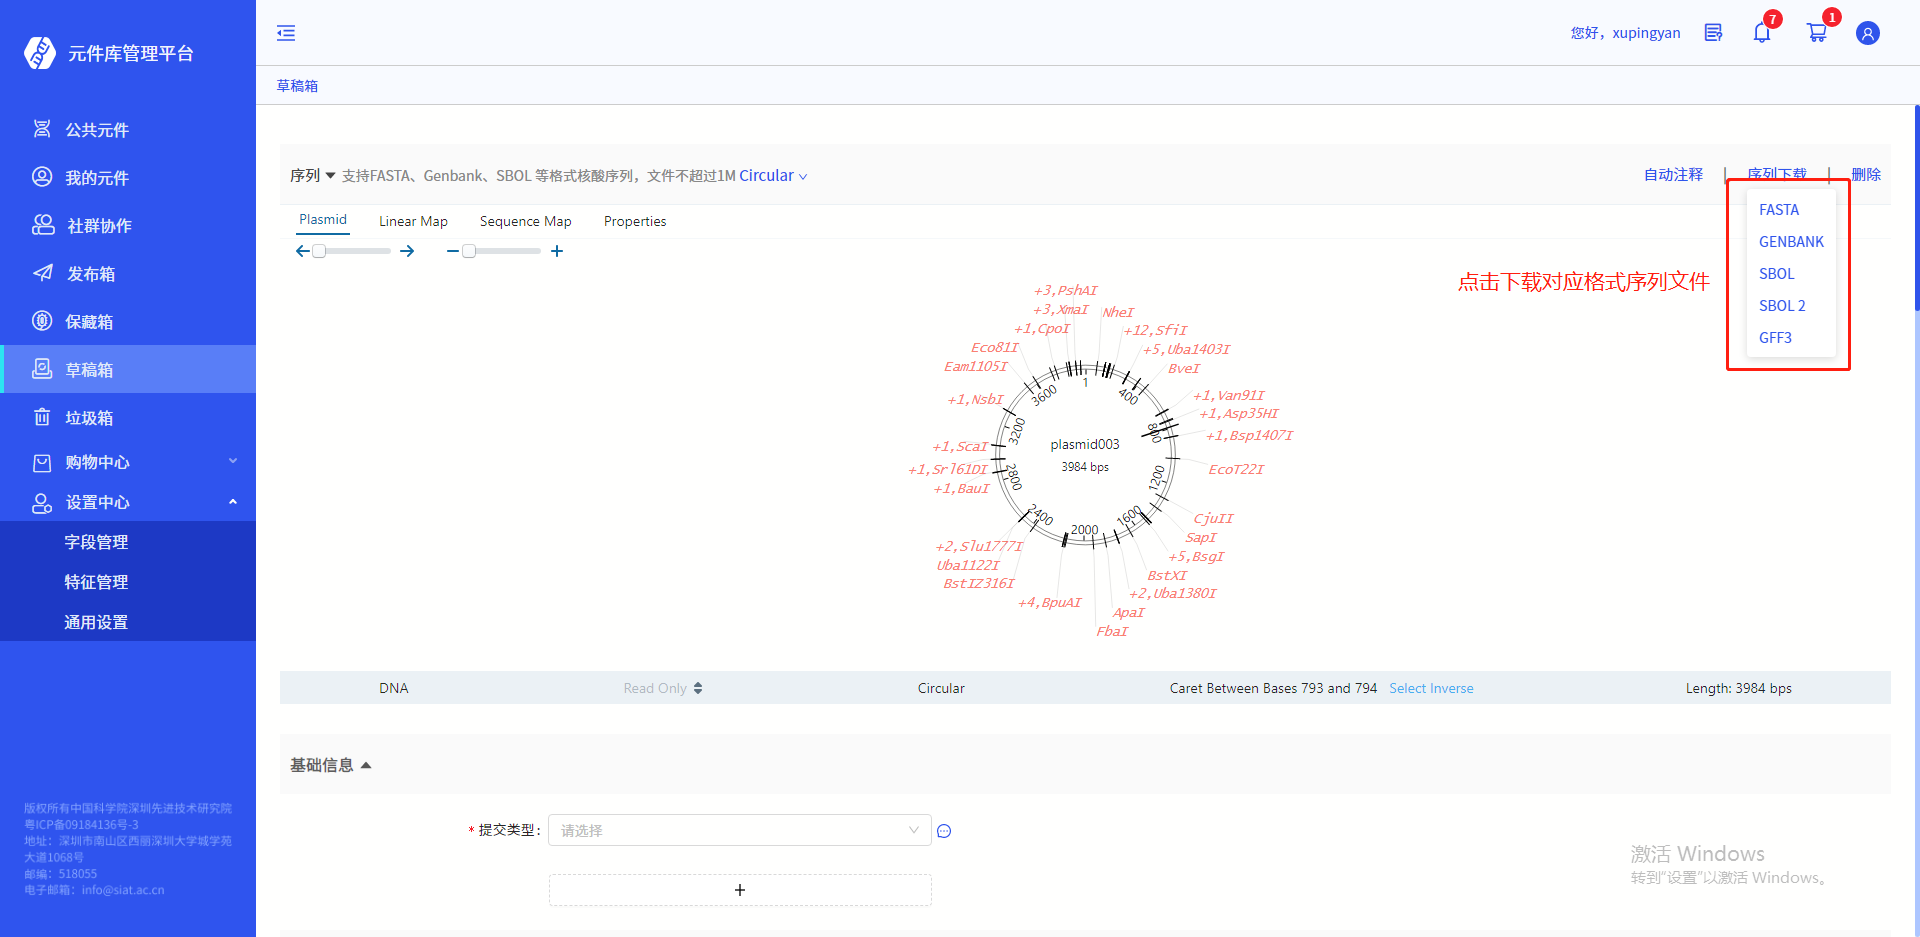 元件库管理平台
您好，xupingyan
7
1
草稿箱
公共元件
我的元件
社群协作
发布箱
保藏箱
草稿箱
垃圾箱
购物中心
设置中心
字段管理
特征管理
通用设置
版权所有中国科学院深圳先进技术研究院
粤ICP备09184136号-3
地址：深圳市南山区西丽深圳大学城学苑
大道1068号
邮编：518055
电子邮箱：info@siat.ac.cn
序列 支持FASTA、Genbank、SBOL 等格式核酸序列，文件不超过1M Circular
自动注释 | 序列下载 | 删除
FASTA
GENBANK
SBOL
SBOL 2
GFF3
点击下载对应格式序列文件
Plasmid Linear Map Sequence Map Properties
+3,PshAI
+3,XmaI
NheI
+1,CpoI
+12,SfiI
Eco81I
+5,Uba1403I
Eam1105I
BveI
+1,NsbI
+1,Van91I
+1,Asp35HI
+1,Bsp1407I
+1,ScaI
+1,Srl61DI
EcoT22I
+1,BauI
CjuII
SapI
+2,Slu1777I
+5,BsgI
Uba1122I
BstXI
BstIZ316I
+2,Uba1380I
+4,BpuAI
ApaI
FbaI
1
400
800
1200
1600
2000
2400
2800
3200
3600
plasmid003
3984 bps
DNA Read Only Circular Caret Between Bases 793 and 794 Select Inverse Length: 3984 bps
基础信息
* 提交类型： 请选择
+
激活 Windows
转到“设置”以激活 Windows。